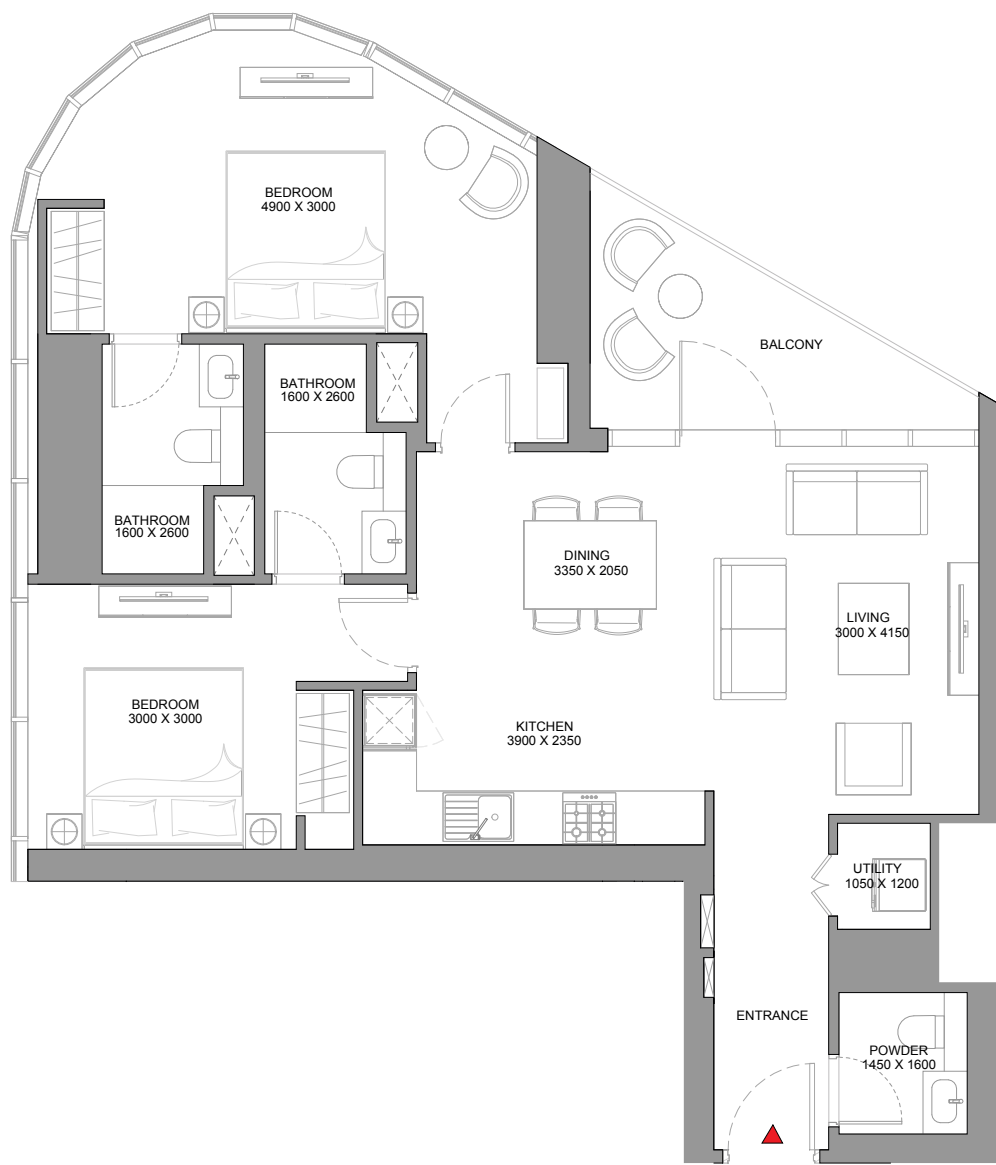 BEDROOM
4900 X 3000
BALCONY
BATHROOM
1600 X 2600
BATHROOM
1600 X 2600
DINING
3350 X 2050
LIVING
3000 X 4150
BEDROOM
3000 X 3000
KITCHEN
3900 X 2350
UTILITY
1050 X 1200
ENTRANCE
POWDER
1450 X 1600